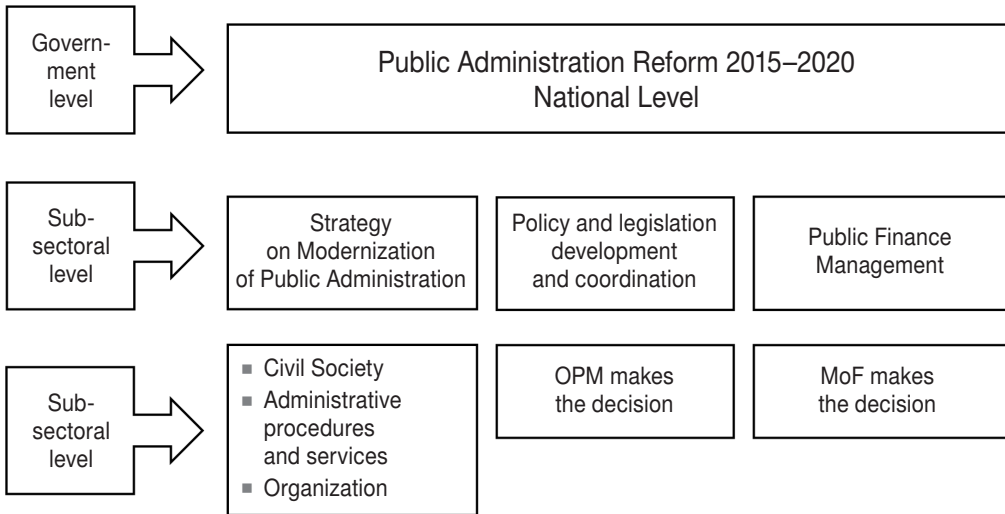 Govern-
ment
level
Public Administration Reform 2015–2020
National Level
Sub-
sectoral
level
Strategy
on Modernization
of Public Administration
Policy and legislation
development
and coordination
Public Finance
Management
Sub-
sectoral
level
■ Civil Society
■ Administrative
procedures
and services
■ Organization
OPM makes
the decision
MoF makes
the decision